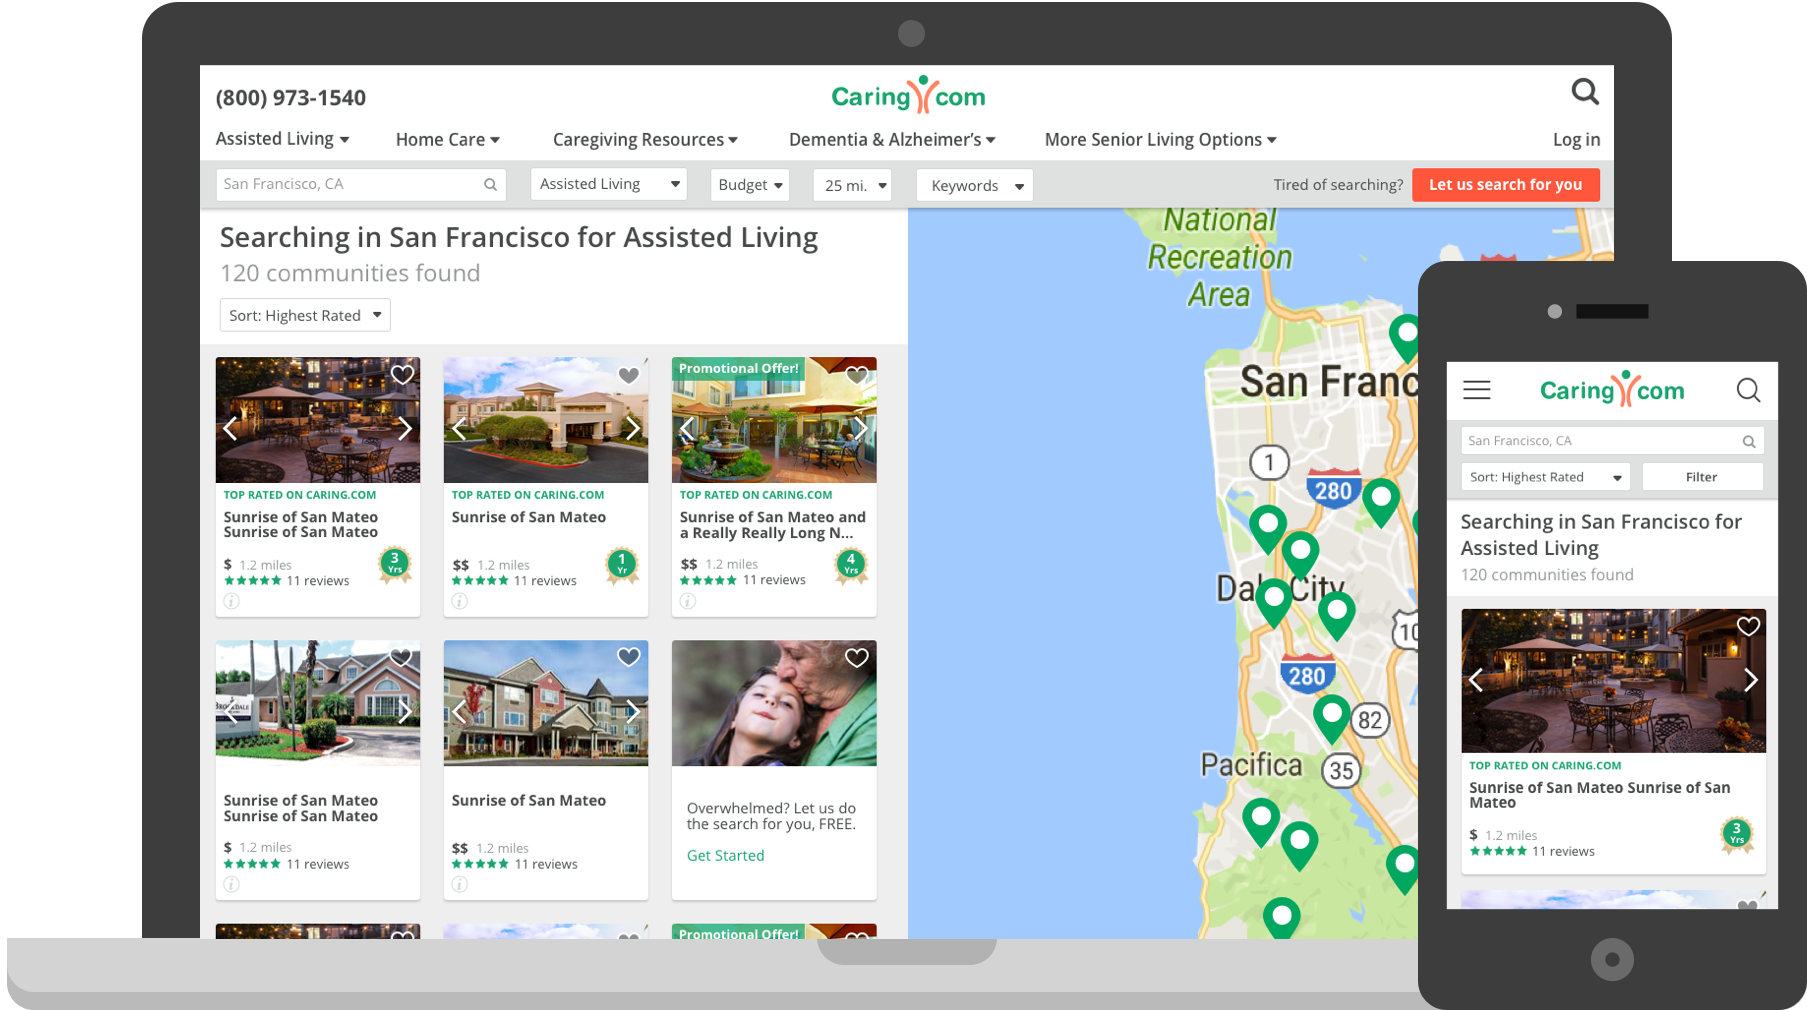 (800) 973-1540
Caring com
Assisted Living
Home Care
Caregiving Resources
Dementia & Alzheimer's
More Senior Living Options
Log in
San Francisco, CA
Assisted Living
Budget
25 mi.
Keywords
Tired of searching?
Let us search for you
Searching in San Francisco for Assisted Living
120 communities found
Sort: Highest Rated
TOP RATED ON CARING.COM
Sunrise of San Mateo
Sunrise of San Mateo
$ 1.2 miles
11 reviews
3
Yrs
TOP RATED ON CARING.COM
Sunrise of San Mateo
$$ 1.2 miles
11 reviews
1
Yr
Promotional Offer!
TOP RATED ON CARING.COM
Sunrise of San Mateo and
a Really Really Long N...
$$ 1.2 miles
11 reviews
4
Yrs
Sunrise of San Mateo
Sunrise of San Mateo
$ 1.2 miles
11 reviews
Sunrise of San Mateo
$$ 1.2 miles
11 reviews
Overwhelmed? Let us do
the search for you, FREE.
Get Started
Promotional Offer!
National
Recreation
Area
San Franc
1
280
Daly City
10
280
82
Pacifica
35
Caring com
San Francisco, CA
Sort: Highest Rated
Filter
Searching in San Francisco for
Assisted Living
120 communities found
TOP RATED ON CARING.COM
Sunrise of San Mateo Sunrise of San
Mateo
$ 1.2 miles
11 reviews
3
Yrs